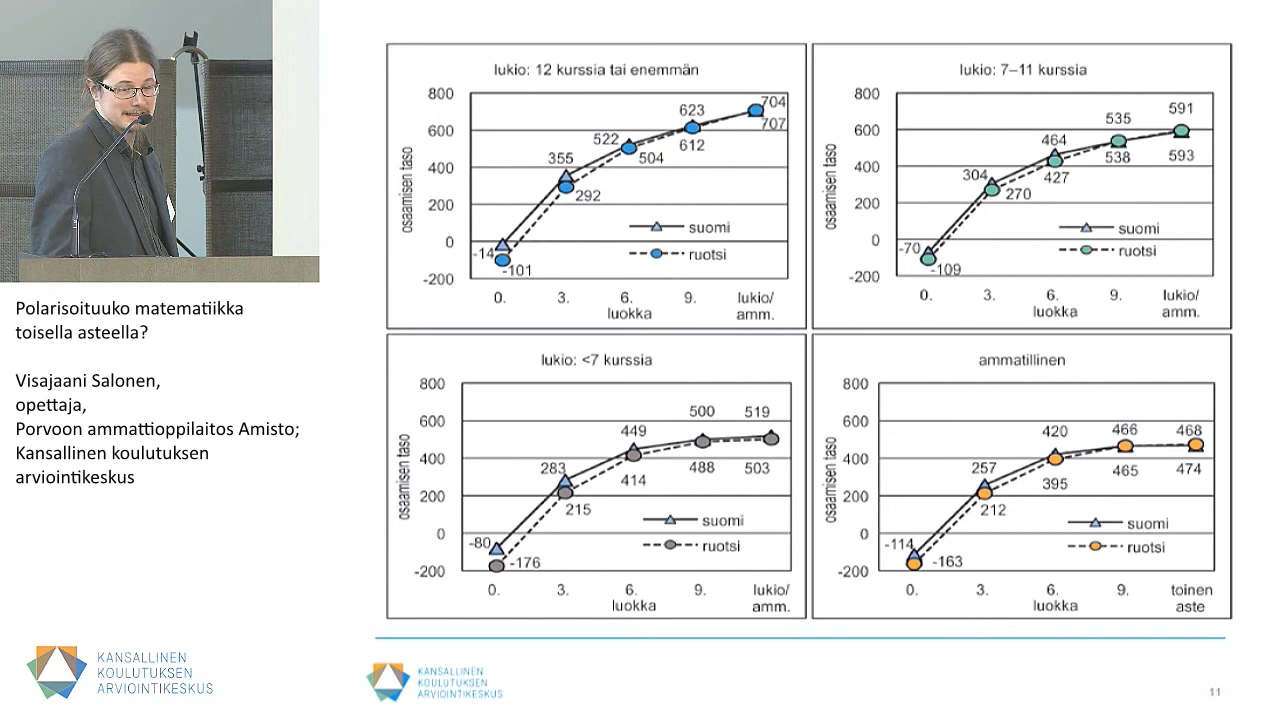 Polarisoituuko matematiikka
toisella asteella?
Visajaani Salonen,
opettaja,
Porvoon ammattioppilaitos Amisto;
Kansallinen koulutuksen
arviointikeskus
KANSALLINEN
KOULUTUKSEN
ARVIOINTIKESKUS
lukio: 12 kurssia tai enemmän
osaamisen taso
800
600
400
200
0
-200
-14
-101
355
292
522
504
623
612
704
707
suomi
ruotsi
0.
3.
6.
9.
lukio/
luokka
amm.
lukio: 7–11 kurssia
osaamisen taso
800
600
400
200
0
-200
-70
-109
304
270
464
427
535
538
591
593
suomi
ruotsi
0.
3.
6.
9.
lukio/
luokka
amm.
lukio: <7 kurssia
osaamisen taso
800
600
400
200
0
-200
-80
-176
283
215
449
414
500
488
519
503
suomi
ruotsi
0.
3.
6.
9.
lukio/
luokka
amm.
ammatillinen
osaamisen taso
800
600
400
200
0
-200
-114
-163
257
212
420
395
466
465
468
474
suomi
ruotsi
0.
3.
6.
9.
toinen
luokka
aste
KANSALLINEN
KOULUTUKSEN
ARVIOINTIKESKUS
11